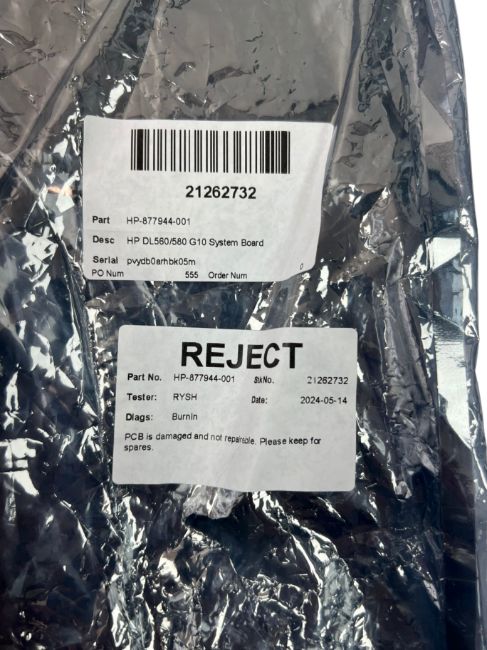 21262732
Part HP-877944-001
Desc HP DL560/580 G10 System Board
Serial pvydb0arhbk05m 0
PO Num 555 Order Num
REJECT
Part No. HP-877944-001 StkNo. 21262732
Tester: RYSH Date: 2024-05-14
Diags: Burnin
PCB is damaged and not repairable. Please keep for
spares.